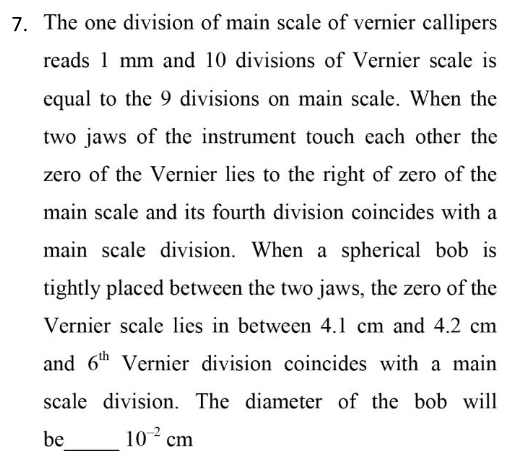 7. The one division of main scale of vernier callipers
reads 1 mm and 10 divisions of Vernier scale is
equal to the 9 divisions on main scale. When the
two jaws of the instrument touch each other the
zero of the Vernier lies to the right of zero of the
main scale and its fourth division coincides with a
main scale division. When a spherical bob is
tightly placed between the two jaws, the zero of the
Vernier scale lies in between 4.1 cm and 4.2 cm
and 6th Vernier division coincides with a main
scale division. The diameter of the bob will
be_____ 10⁻² cm